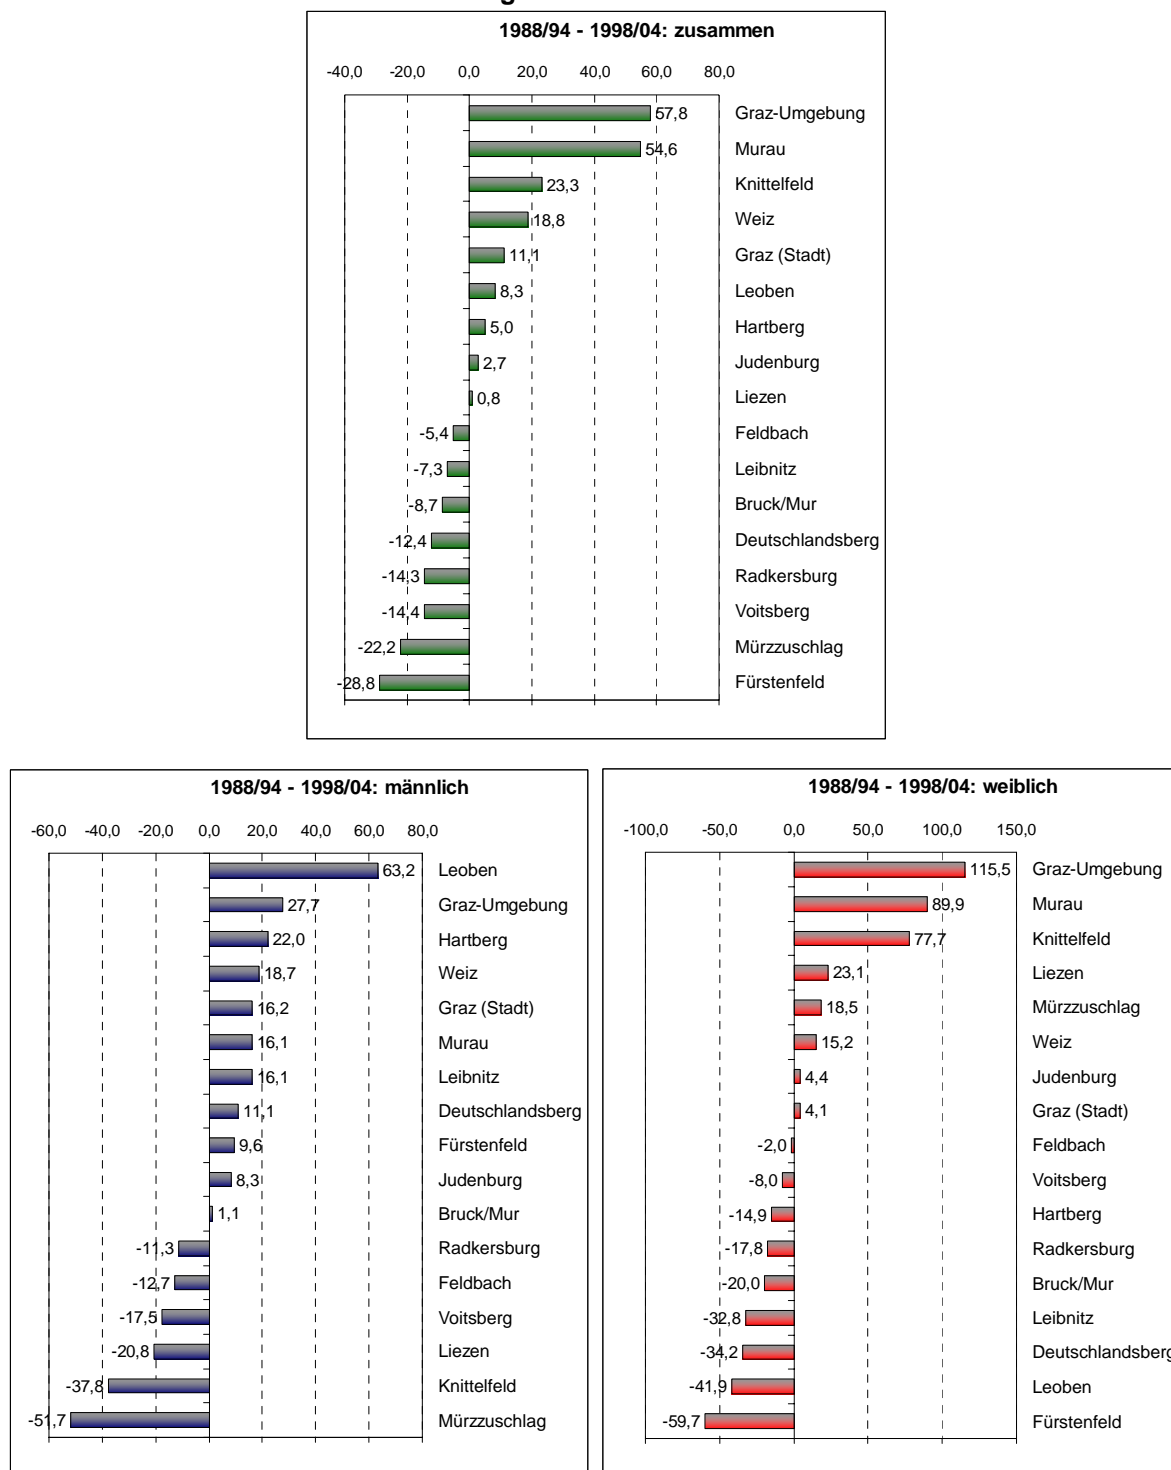 g
1988/94 - 1998/04: zusammen
-40,0 -20,0 0,0 20,0 40,0 60,0 80,0
57,8 Graz-Umgebung
54,6 Murau
23,3 Knittelfeld
18,8 Weiz
11,1 Graz (Stadt)
8,3 Leoben
5,0 Hartberg
2,7 Judenburg
0,8 Liezen
-5,4 Feldbach
-7,3 Leibnitz
-8,7 Bruck/Mur
-12,4 Deutschlandsberg
-14,3 Radkersburg
-14,4 Voitsberg
-22,2 Mürzzuschlag
-28,8 Fürstenfeld
1988/94 - 1998/04: männlich
-60,0 -40,0 -20,0 0,0 20,0 40,0 60,0 80,0
63,2 Leoben
27,7 Graz-Umgebung
22,0 Hartberg
18,7 Weiz
16,2 Graz (Stadt)
16,1 Murau
16,1 Leibnitz
11,1 Deutschlandsberg
9,6 Fürstenfeld
8,3 Judenburg
1,1 Bruck/Mur
-11,3 Radkersburg
-12,7 Feldbach
-17,5 Voitsberg
-20,8 Liezen
-37,8 Knittelfeld
-51,7 Mürzzuschlag
1988/94 - 1998/04: weiblich
-100,0 -50,0 0,0 50,0 100,0 150,0
115,5 Graz-Umgebung
89,9 Murau
77,7 Knittelfeld
23,1 Liezen
18,5 Mürzzuschlag
15,2 Weiz
4,4 Judenburg
4,1 Graz (Stadt)
-2,0 Feldbach
-8,0 Voitsberg
-14,9 Hartberg
-17,8 Radkersburg
-20,0 Bruck/Mur
-32,8 Leibnitz
-34,2 Deutschlandsberg
-41,9 Leoben
-59,7 Fürstenfeld